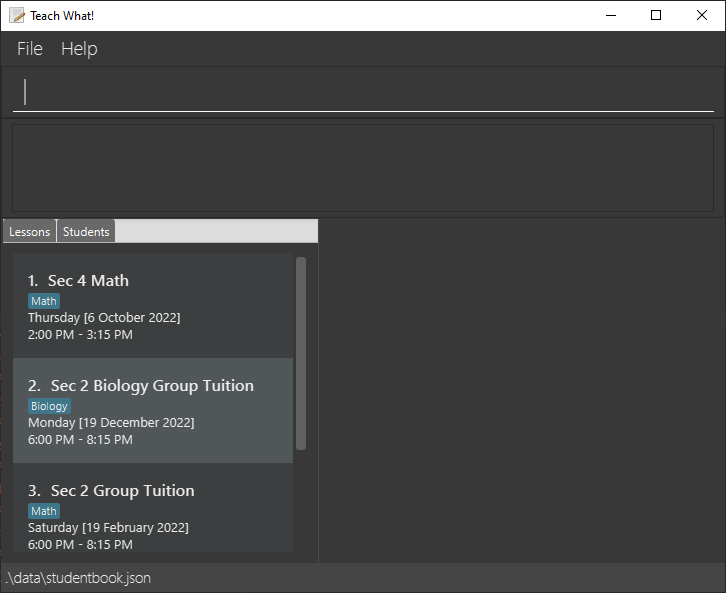 Teach What!
File Help
Lessons Students
1. Sec 4 Math
Math
Thursday [6 October 2022]
2:00 PM - 3:15 PM
2. Sec 2 Biology Group Tuition
Biology
Monday [19 December 2022]
6:00 PM - 8:15 PM
3. Sec 2 Group Tuition
Math
Saturday [19 February 2022]
6:00 PM - 8:15 PM
.\data\studentbook.json